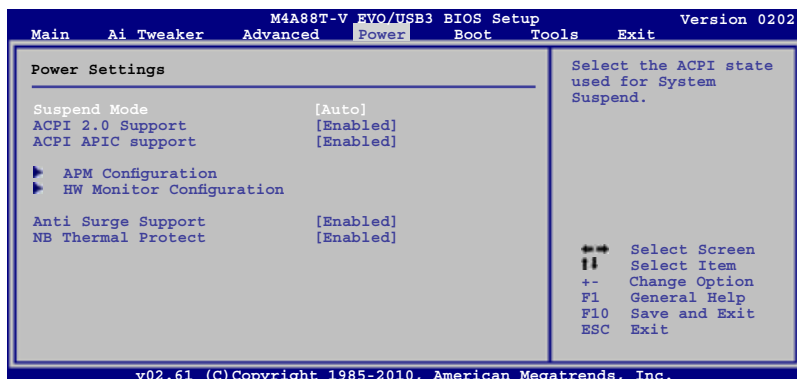 M4A88T-V EVO/USB3 BIOS Setup Version 0202
Main Ai Tweaker Advanced Power Boot Tools Exit
Power Settings
Suspend Mode [Auto]
ACPI 2.0 Support [Enabled]
ACPI APIC support [Enabled]
APM Configuration
HW Monitor Configuration
Anti Surge Support [Enabled]
NB Thermal Protect [Enabled]
Select the ACPI state
used for System
Suspend.
Select Screen
Select Item
+- Change Option
F1 General Help
F10 Save and Exit
ESC Exit
v02.61 (C)Copyright 1985-2010, American Megatrends, Inc.